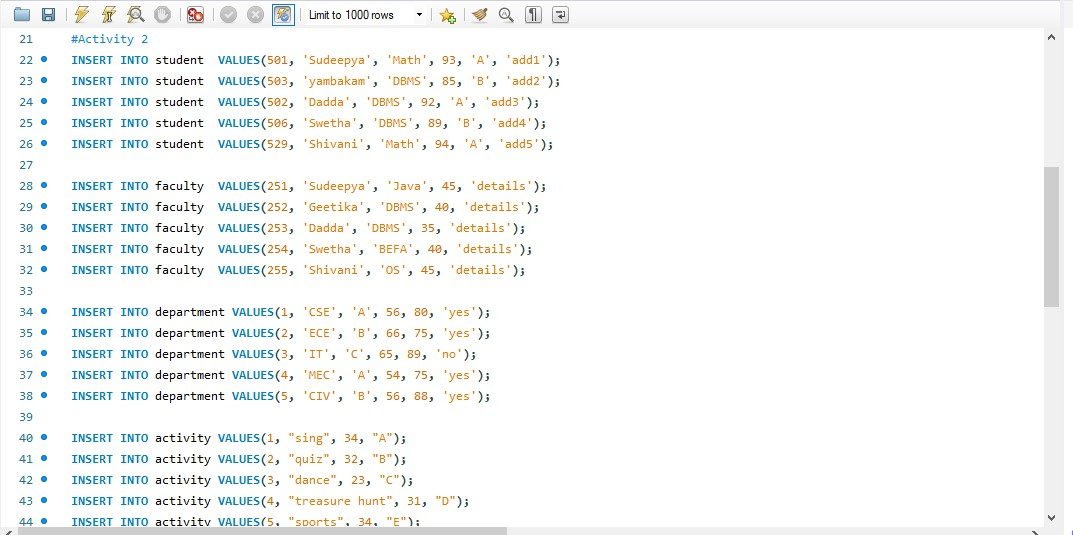 Limit to 1000 rows
21 #Activity 2
22 INSERT INTO student  VALUES(501, 'Sudeepya', 'Math', 93, 'A', 'add1');
23 INSERT INTO student  VALUES(503, 'yambakam', 'DBMS', 85, 'B', 'add2');
24 INSERT INTO student  VALUES(502, 'Dadda', 'DBMS', 92, 'A', 'add3');
25 INSERT INTO student  VALUES(506, 'Swetha', 'DBMS', 89, 'B', 'add4');
26 INSERT INTO student  VALUES(529, 'Shivani', 'Math', 94, 'A', 'add5');
27
28 INSERT INTO faculty  VALUES(251, 'Sudeepya', 'Java', 45, 'details');
29 INSERT INTO faculty  VALUES(252, 'Geetika', 'DBMS', 40, 'details');
30 INSERT INTO faculty  VALUES(253, 'Dadda', 'DBMS', 35, 'details');
31 INSERT INTO faculty  VALUES(254, 'Swetha', 'BEFA', 40, 'details');
32 INSERT INTO faculty  VALUES(255, 'Shivani', 'OS', 45, 'details');
33
34 INSERT INTO department VALUES(1, 'CSE', 'A', 56, 80, 'yes');
35 INSERT INTO department VALUES(2, 'ECE', 'B', 66, 75, 'yes');
36 INSERT INTO department VALUES(3, 'IT', 'C', 65, 89, 'no');
37 INSERT INTO department VALUES(4, 'MEC', 'A', 54, 75, 'yes');
38 INSERT INTO department VALUES(5, 'CIV', 'B', 56, 88, 'yes');
39
40 INSERT INTO activity VALUES(1, "sing", 34, "A");
41 INSERT INTO activity VALUES(2, "quiz", 32, "B");
42 INSERT INTO activity VALUES(3, "dance", 23, "C");
43 INSERT INTO activity VALUES(4, "treasure hunt", 31, "D");
44 INSERT INTO activity VALUES(5, "sports", 34, "E");